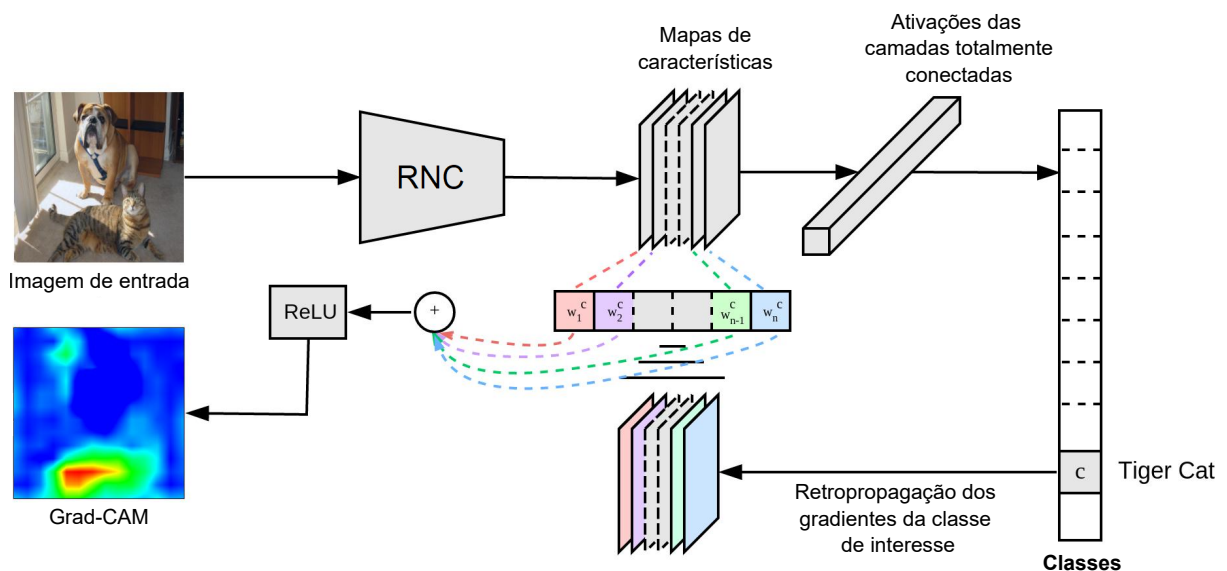 Mapas de
características
Ativações das
camadas totalmente
conectadas
RNC
Imagem de entrada
ReLU
+
w₁ᶜ
w₂ᶜ
wₙ₋₁ᶜ
wₙᶜ
Grad-CAM
c
Tiger Cat
Retropropagação dos
gradientes da classe
de interesse
Classes